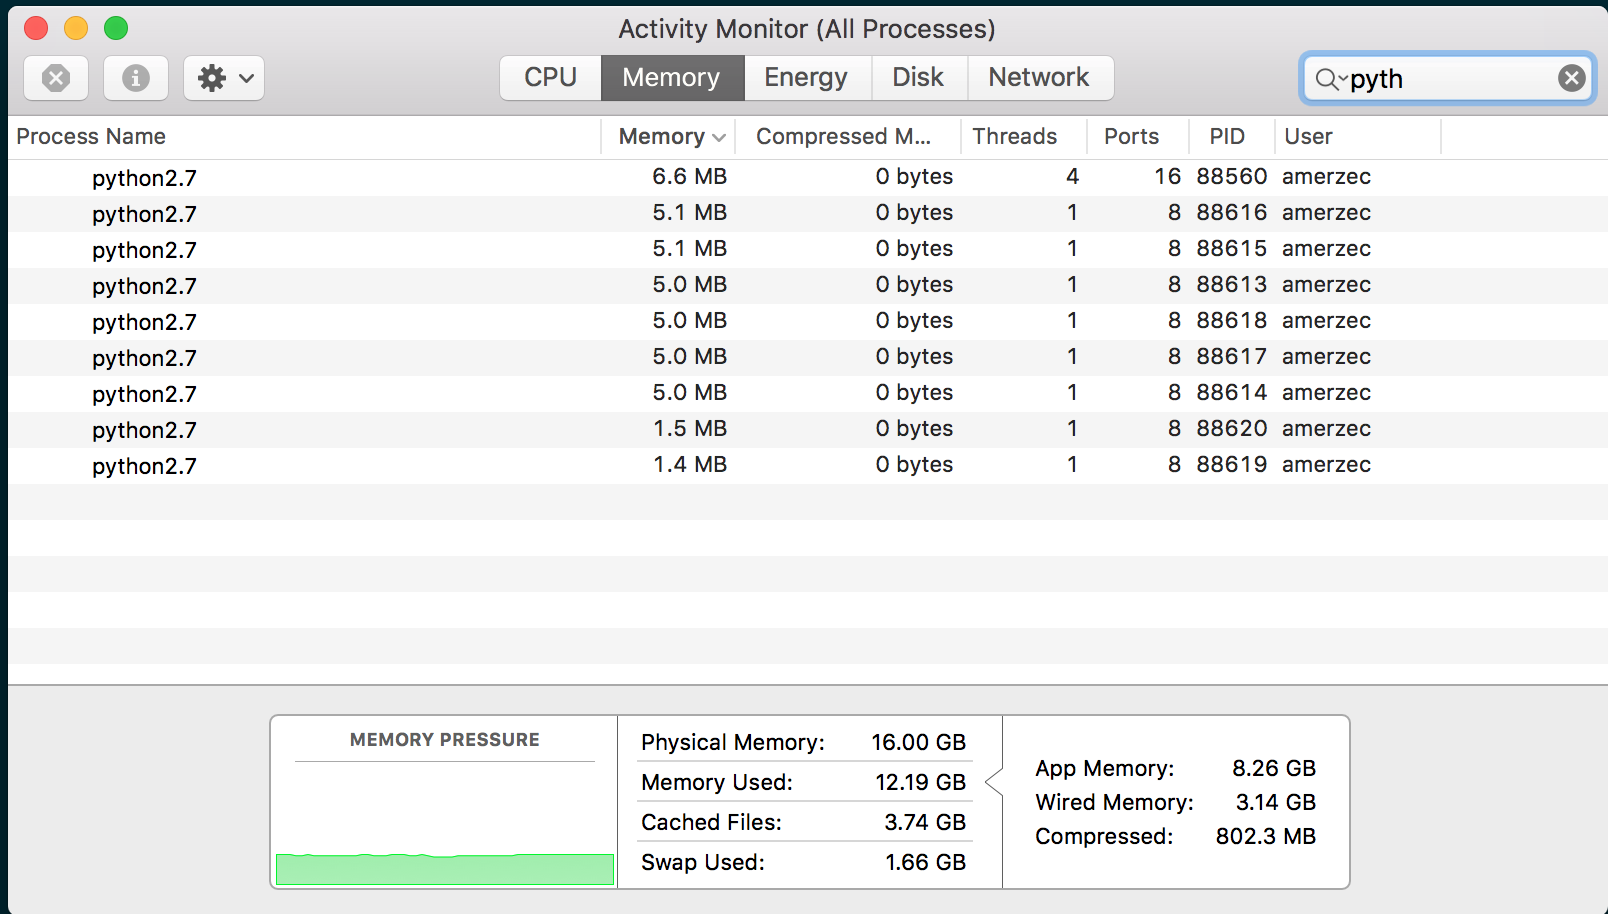 Activity Monitor (All Processes)
CPU Memory Energy Disk Network pyth
Process Name Memory Compressed M... Threads Ports PID User
python2.7 6.6 MB 0 bytes 4 16 88560 amerzec
python2.7 5.1 MB 0 bytes 1 8 88616 amerzec
python2.7 5.1 MB 0 bytes 1 8 88615 amerzec
python2.7 5.0 MB 0 bytes 1 8 88613 amerzec
python2.7 5.0 MB 0 bytes 1 8 88618 amerzec
python2.7 5.0 MB 0 bytes 1 8 88617 amerzec
python2.7 5.0 MB 0 bytes 1 8 88614 amerzec
python2.7 1.5 MB 0 bytes 1 8 88620 amerzec
python2.7 1.4 MB 0 bytes 1 8 88619 amerzec
MEMORY PRESSURE
Physical Memory: 16.00 GB
Memory Used: 12.19 GB
Cached Files: 3.74 GB
Swap Used: 1.66 GB
App Memory: 8.26 GB
Wired Memory: 3.14 GB
Compressed: 802.3 MB